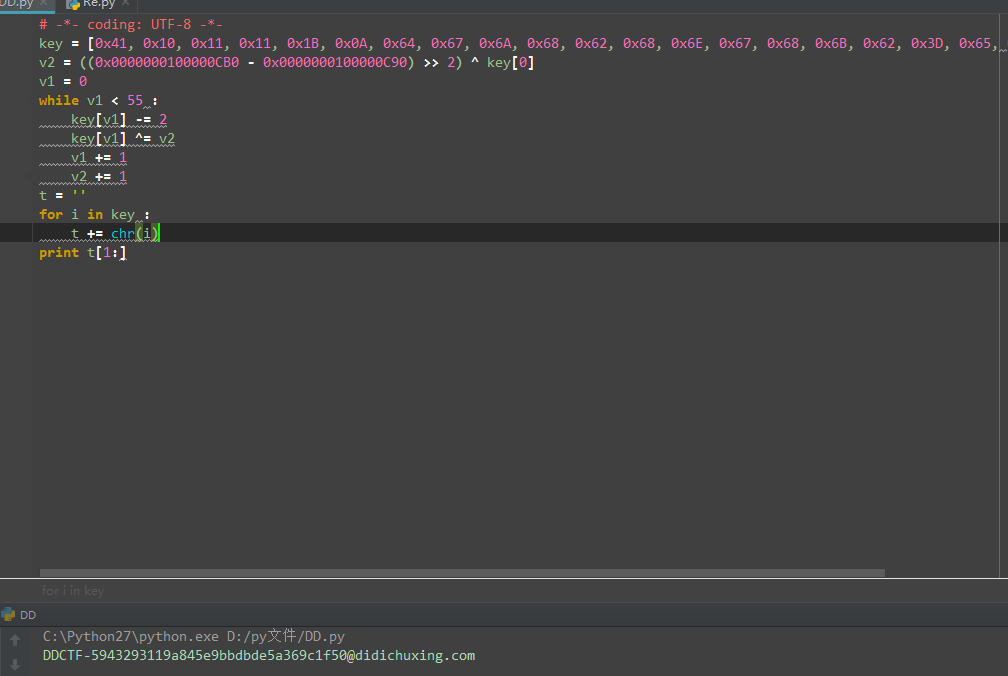 DD.py
Re.py
# -*- coding: UTF-8 -*-
key = [0x41, 0x10, 0x11, 0x11, 0x1B, 0x0A, 0x64, 0x67, 0x6A, 0x68, 0x62, 0x68, 0x6E, 0x67, 0x68, 0x6B, 0x62, 0x3D, 0x65,
v2 = ((0x0000000100000CB0 - 0x0000000100000C90) >> 2) ^ key[0]
v1 = 0
while v1 < 55 :
    key[v1] -= 2
    key[v1] ^= v2
    v1 += 1
    v2 += 1
t = ''
for i in key :
    t += chr(i)
print t[1:]
for i in key
DD
C:\Python27\python.exe D:/py文件/DD.py
DDCTF-5943293119a845e9bbdbde5a369c1f50@didichuxing.com